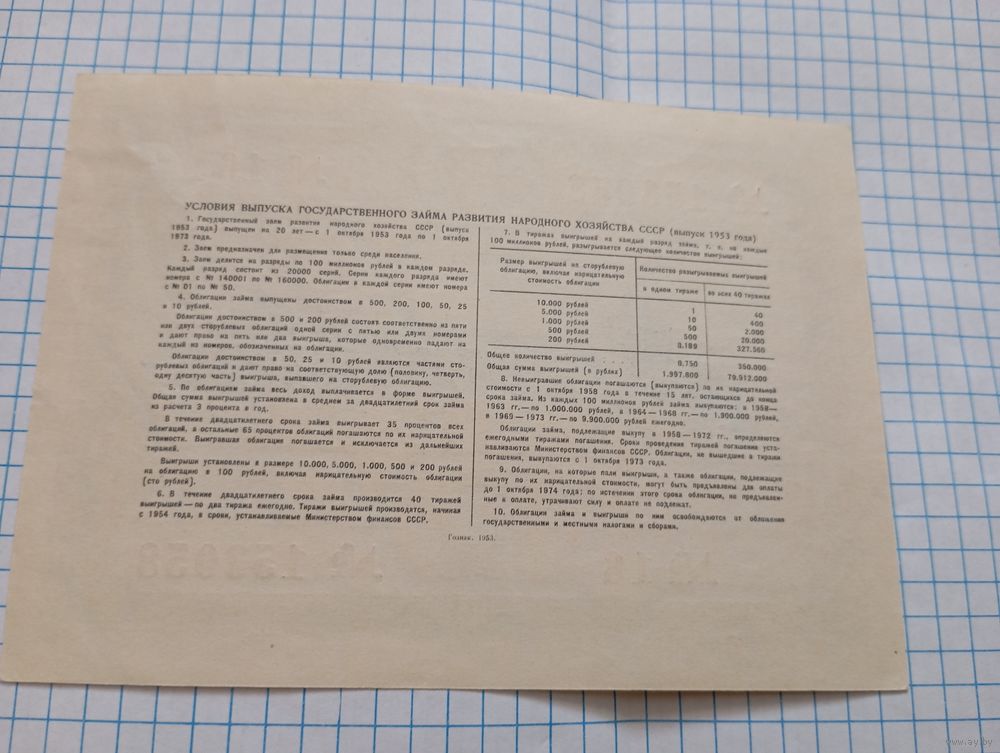 УСЛОВИЯ ВЫПУСКА ГОСУДАРСТВЕННОГО ЗАЙМА РАЗВИТИЯ НАРОДНОГО ХОЗЯЙСТВА СССР (выпуск 1953 года)
1. Государственный заем развития народного хозяйства СССР (выпуск
1953 года) выпущен на 20 лет — с 1 октября 1953 года по 1 октября
1973 года.
2. Заем предназначен для размещения только среди населения.
3. Заем делится на разряды по 100 миллионов рублей в каждом разряде.
Каждый разряд состоит из 20000 серий. Серии каждого разряда имеют
номера с № 140001 по № 160000. Облигации в каждой серии имеют номера
с № 01 по № 50.
4. Облигации займа выпущены достоинством в 500, 200, 100, 50, 25
и 10 рублей.
Облигации достоинством в 500 и 200 рублей состоят соответственно из пяти
или двух сторублевых облигаций одной серии с пятью или двумя номерами
и дают право на пять или два выигрыша, которые одновременно падают на
каждый из номеров, обозначенных на облигации.
Облигации достоинством в 50, 25 и 10 рублей являются частями сто-
рублевых облигаций и дают право на соответствующую долю (половину, четверть,
одну десятую часть) выигрыша, выпавшего на сторублевую облигацию.
5. По облигациям займа весь доход выплачивается в форме выигрышей.
Общая сумма выигрышей установлена в среднем за двадцатилетний срок займа
из расчета 3 процента в год.
В течение двадцатилетнего срока займа выигрывает 35 процентов всех
облигаций, а остальные 65 процентов облигаций погашаются по их нарицательной
стоимости. Выигравшая облигация погашается и исключается из дальнейших
тиражей.
Выигрыши установлены в размере 10.000, 5.000, 1.000, 500 и 200 рублей
на облигацию в 100 рублей, включая нарицательную стоимость облигации
(сто рублей).
6. В течение двадцатилетнего срока займа производится 40 тиражей
выигрышей — по два тиража ежегодно. Тиражи выигрышей производятся, начиная
с 1954 года, в сроки, устанавливаемые Министерством финансов СССР.
7. В тиражах выигрышей на каждый разряд займа, т. е. на каждые
100 миллионов рублей, разыгрывается следующее количество выигрышей:
Размер выигрышей на сторублевую облигацию, включая нарицательную стоимость облигации
Количество разыгрываемых выигрышей
в одном тираже во всех 40 тиражах
10.000 рублей 1 40
5.000 рублей 10 400
1.000 рублей 50 2.000
500 рублей 500 20.000
200 рублей 8.189 327.560
Общее количество выигрышей . . . . 8.750 350.000
Общая сумма выигрышей (в рублях) 1.997.800 79.912.000
8. Невыигравшие облигации погашаются (выкупаются) по их нарицательной
стоимости с 1 октября 1958 года в течение 15 лет, остающихся до конца
срока займа. Из каждых 100 миллионов рублей займа выкупаются: в 1958—
1963 гг.— по 1.000.000 рублей, в 1964 — 1968 гг.— по 1.900.000 рублей,
в 1969 — 1973 гг.— по 9.900.000 рублей ежегодно.
Облигации займа, подлежащие выкупу в 1958 — 1972 гг., определяются
ежегодными тиражами погашения. Сроки проведения тиражей погашения уста-
навливаются Министерством финансов СССР. Облигации, не вышедшие в тиражи
погашения, выкупаются с 1 октября 1973 года.
9. Облигации, на которые пали выигрыши, а также облигации, подлежащие
выкупу по их нарицательной стоимости, могут быть предъявлены для оплаты
до 1 октября 1974 года; по истечении этого срока облигации, не предъявлен-
ные к оплате, утрачивают силу и оплате не подлежат.
10. Облигации займа и выигрыши по ним освобождаются от обложения
государственными и местными налогами и сборами.
Гознак. 1953.
www.ay.by